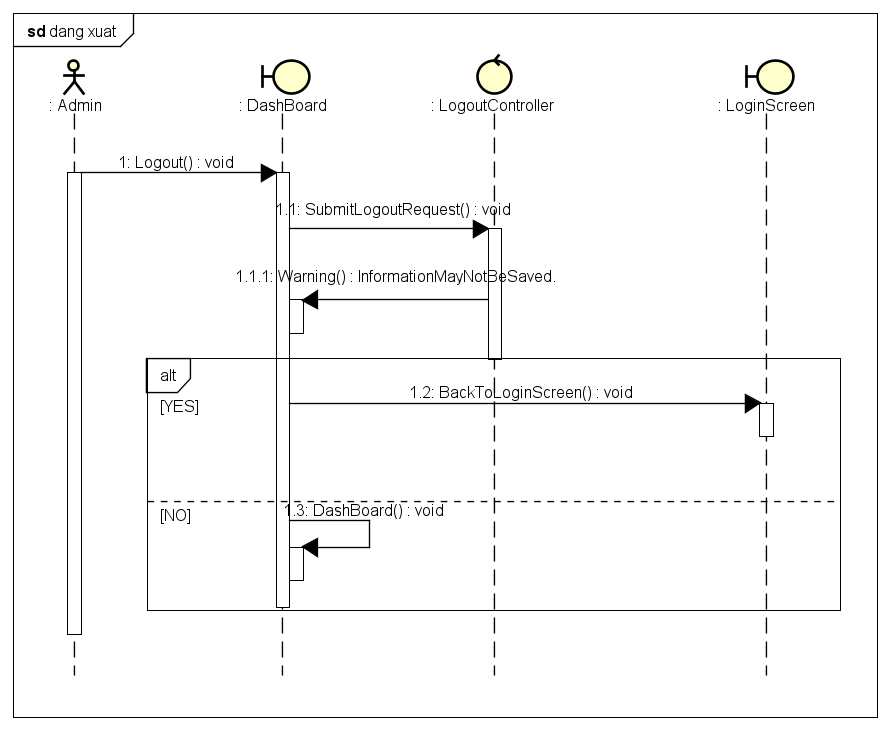 sd dang xuat
: Admin
: DashBoard
: LogoutController
: LoginScreen
1: Logout() : void
1.1: SubmitLogoutRequest() : void
1.1.1: Warning() : InformationMayNotBeSaved.
alt
1.2: BackToLoginScreen() : void
[YES]
1.3: DashBoard() : void
[NO]